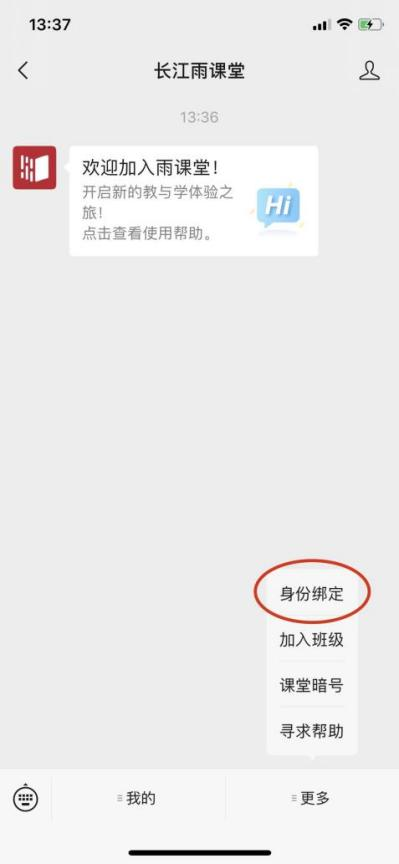 13:37
长江雨课堂
13:36
欢迎加入雨课堂！
开启新的教与学体验之
旅！
点击查看使用帮助。
Hi
身份绑定
加入班级
课堂暗号
寻求帮助
我的
更多